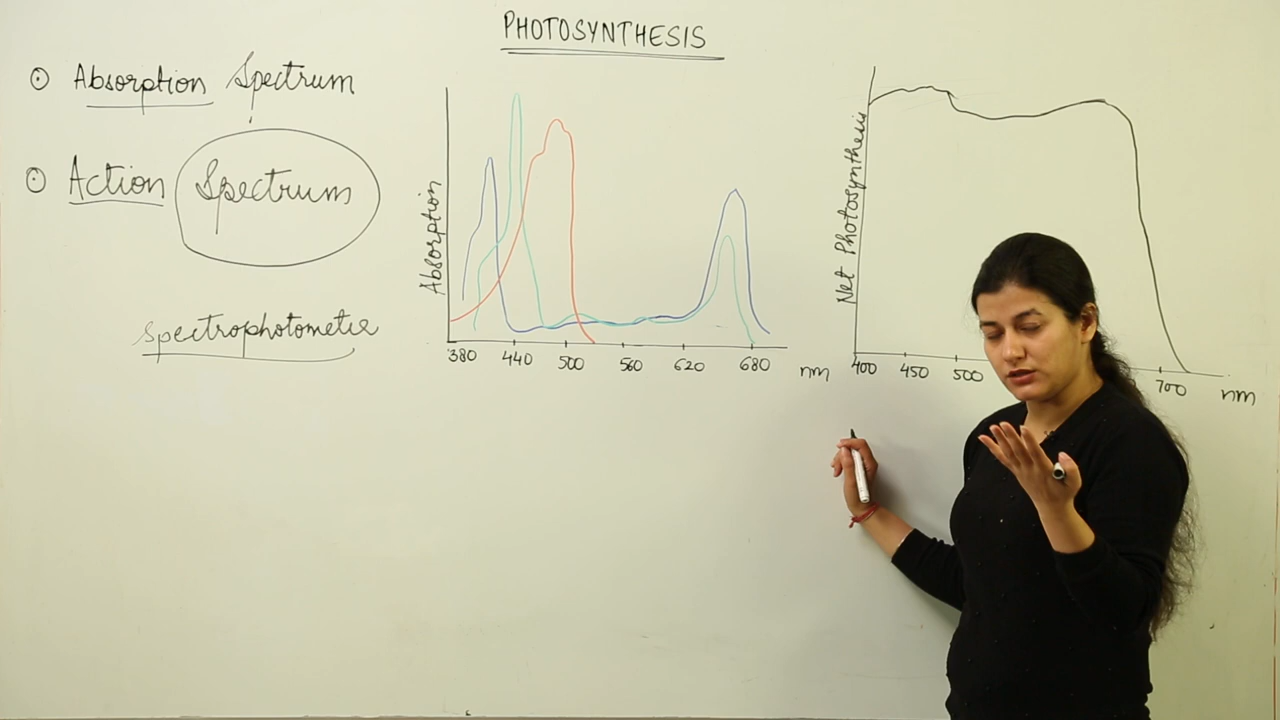 PHOTOSYNTHESIS
Absorption Spectrum
Action Spectrum
spectrophotometer
Absorption
380 440 500 560 620 680 nm
Net Photosynthesis
400 450 500 700 nm